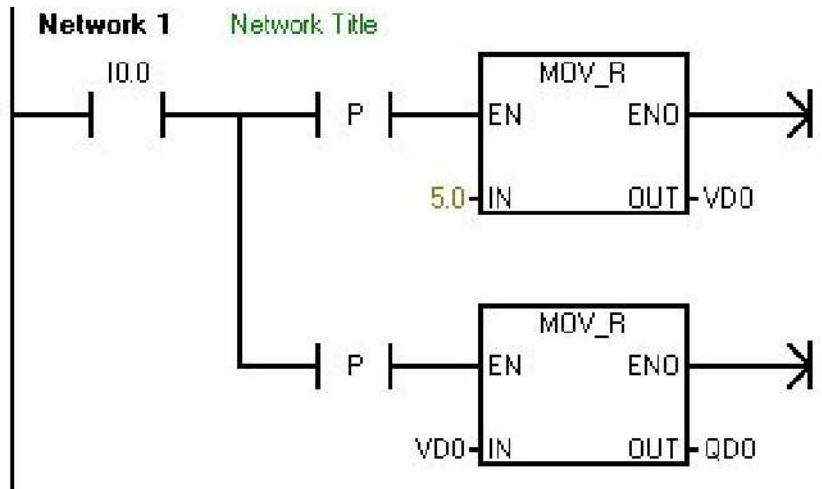 Network 1 Network Title
I0.0
P
MOV_R
EN ENO
5.0 IN OUT VD0
P
MOV_R
EN ENO
VD0 IN OUT QD0